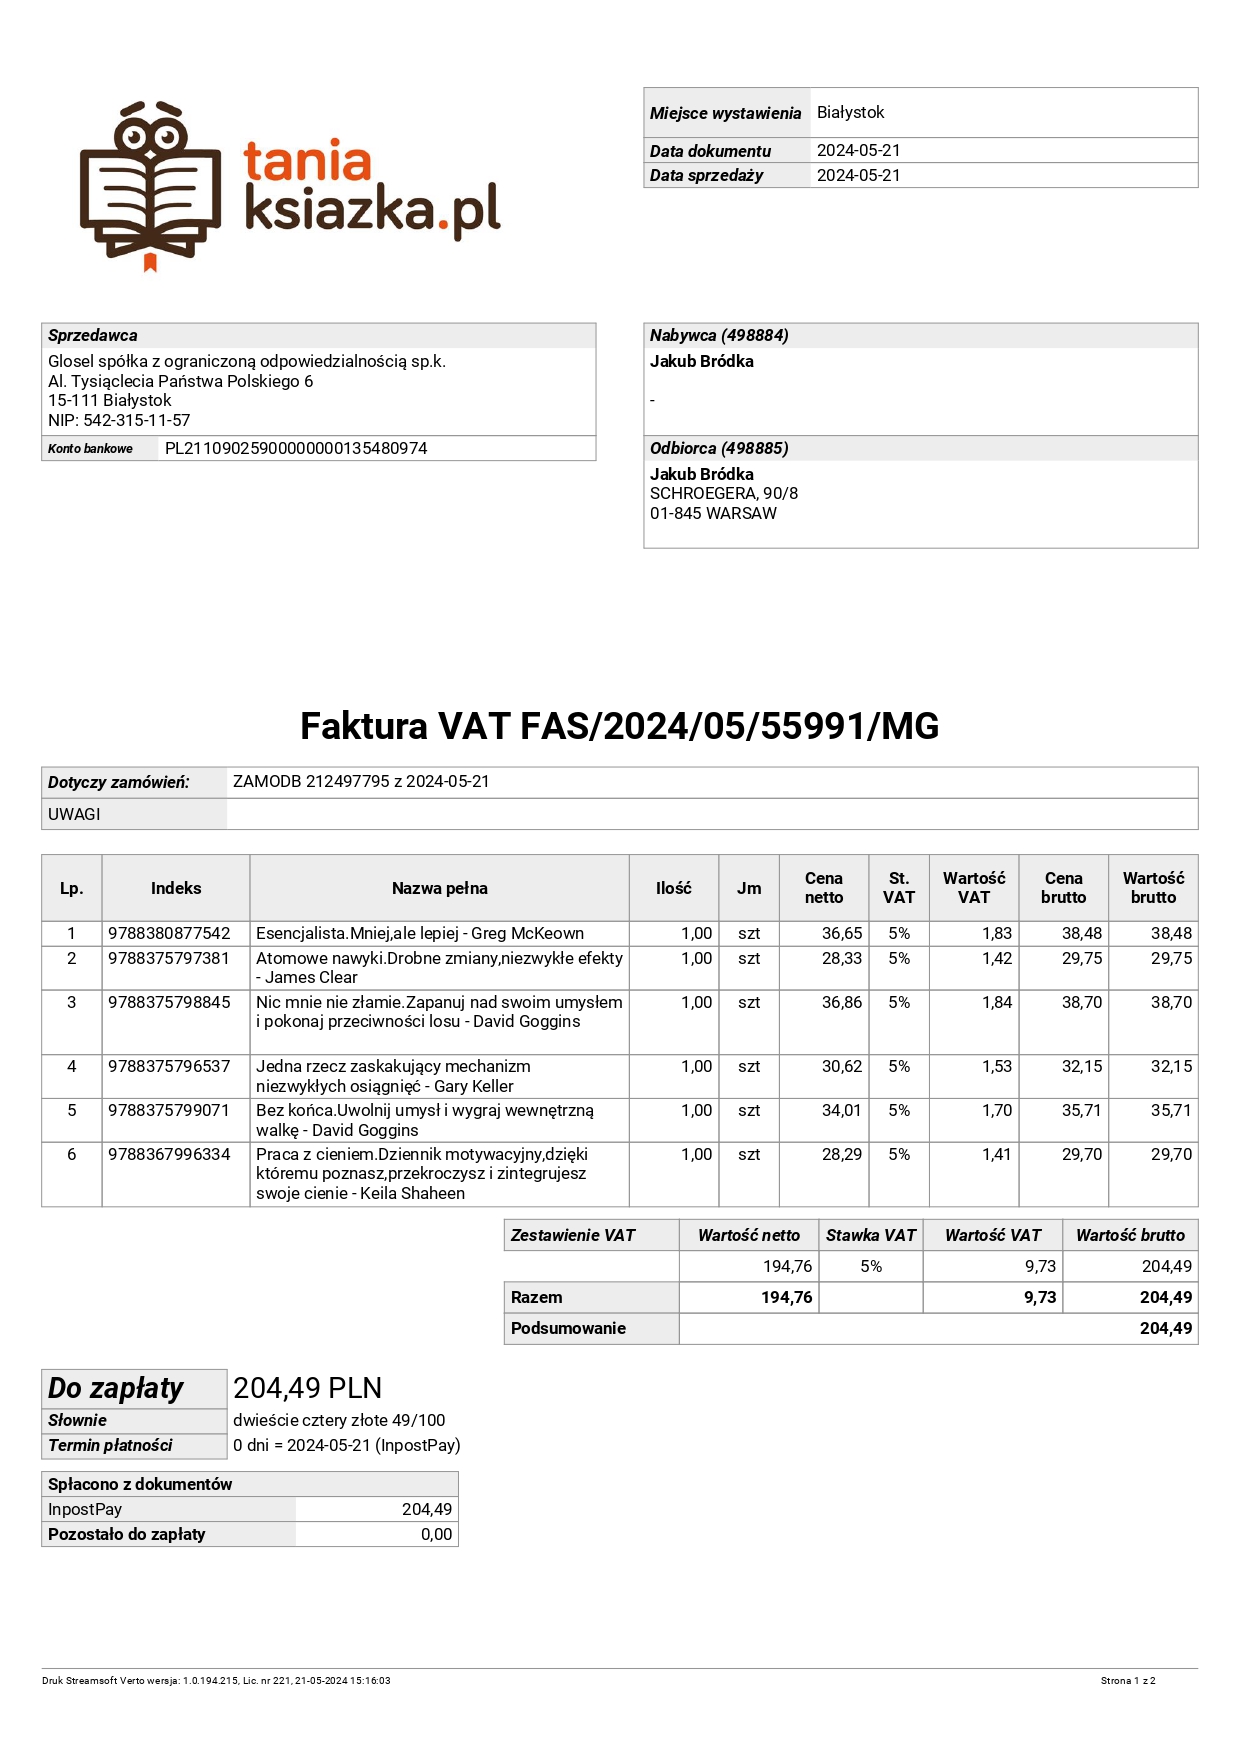 tania
ksiazka.pl
Miejsce wystawienia Białystok
Data dokumentu 2024-05-21
Data sprzedaży 2024-05-21
Sprzedawca
Glosel spółka z ograniczoną odpowiedzialnością sp.k.
Al. Tysiąclecia Państwa Polskiego 6
15-111 Białystok
NIP: 542-315-11-57
Konto bankowe PL21109025900000000135480974
Nabywca (498884)
Jakub Bródka
-
Odbiorca (498885)
Jakub Bródka
SCHROEGERA, 90/8
01-845 WARSAW
Faktura VAT FAS/2024/05/55991/MG
Dotyczy zamówień: ZAMODB 212497795 z 2024-05-21
UWAGI
Lp. Indeks Nazwa pełna Ilość Jm Cena netto St. VAT Wartość VAT Cena brutto Wartość brutto
1 9788380877542 Esencjalista.Mniej,ale lepiej - Greg McKeown 1,00 szt 36,65 5% 1,83 38,48 38,48
2 9788375797381 Atomowe nawyki.Drobne zmiany,niezwykłe efekty 1,00 szt 28,33 5% 1,42 29,75 29,75
- James Clear
3 9788375798845 Nic mnie nie złamie.Zapanuj nad swoim umysłem 1,00 szt 36,86 5% 1,84 38,70 38,70
i pokonaj przeciwności losu - David Goggins
4 9788375796537 Jedna rzecz zaskakujący mechanizm 1,00 szt 30,62 5% 1,53 32,15 32,15
niezwykłych osiągnięć - Gary Keller
5 9788375799071 Bez końca.Uwolnij umysł i wygraj wewnętrzną 1,00 szt 34,01 5% 1,70 35,71 35,71
walkę - David Goggins
6 9788367996334 Praca z cieniem.Dziennik motywacyjny,dzięki 1,00 szt 28,29 5% 1,41 29,70 29,70
któremu poznasz,przekroczysz i zintegrujesz
swoje cienie - Keila Shaheen
Zestawienie VAT Wartość netto Stawka VAT Wartość VAT Wartość brutto
194,76 5% 9,73 204,49
Razem 194,76 9,73 204,49
Podsumowanie 204,49
Do zapłaty 204,49 PLN
Słownie dwieście cztery złote 49/100
Termin płatności 0 dni = 2024-05-21 (InpostPay)
Spłacono z dokumentów
InpostPay 204,49
Pozostało do zapłaty 0,00
Druk Streamsoft Verto wersja: 1.0.194.215, Lic. nr 221, 21-05-2024 15:16:03 Strona 1 z 2